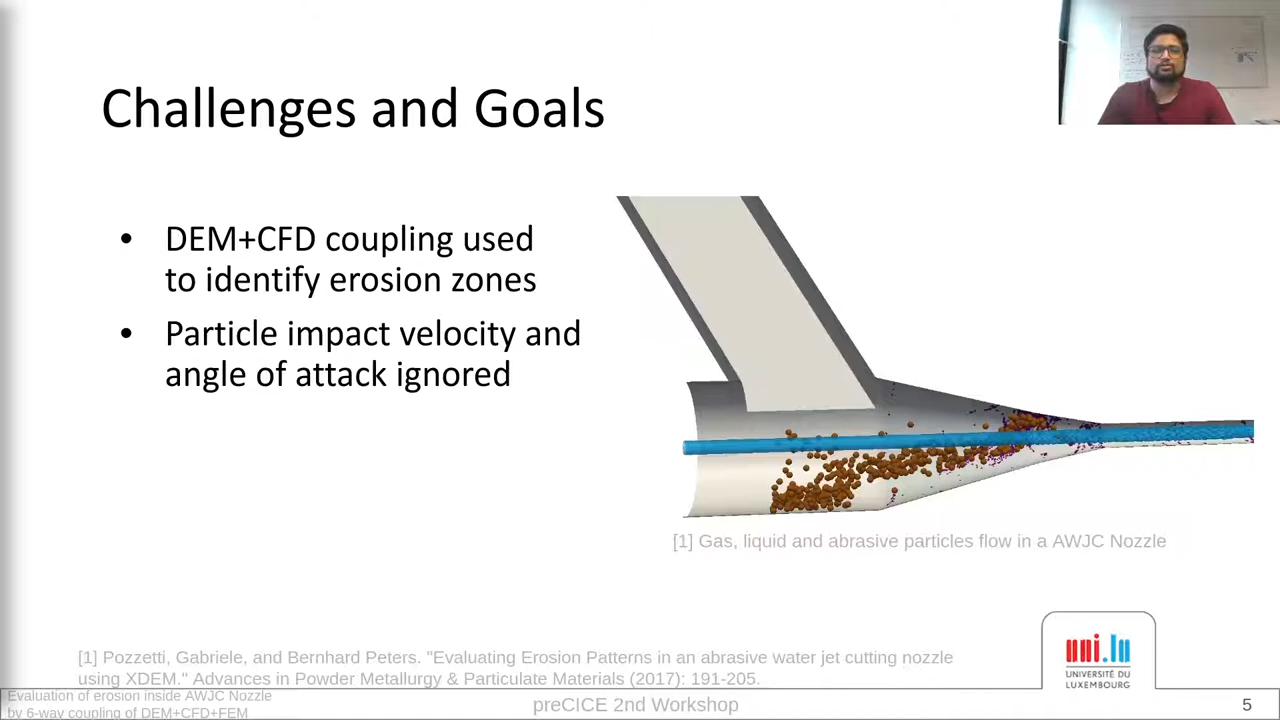 Challenges and Goals
• DEM+CFD coupling used
to identify erosion zones
• Particle impact velocity and
angle of attack ignored
[1] Gas, liquid and abrasive particles flow in a AWJC Nozzle
[1] Pozzetti, Gabriele, and Bernhard Peters. "Evaluating Erosion Patterns in an abrasive water jet cutting nozzle
using XDEM." Advances in Powder Metallurgy & Particulate Materials (2017): 191-205.
uni.lu
UNIVERSITÉ DU
LUXEMBOURG
Evaluation of erosion inside AWJC Nozzle
by 6-way coupling of DEM+CFD+FEM
preCICE 2nd Workshop
5